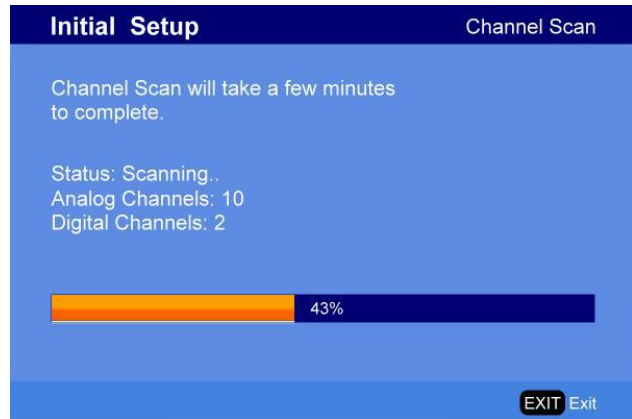 Initial Setup
Channel Scan
Channel Scan will take a few minutes
to complete.
Status: Scanning..
Analog Channels: 10
Digital Channels: 2
43%
EXIT Exit